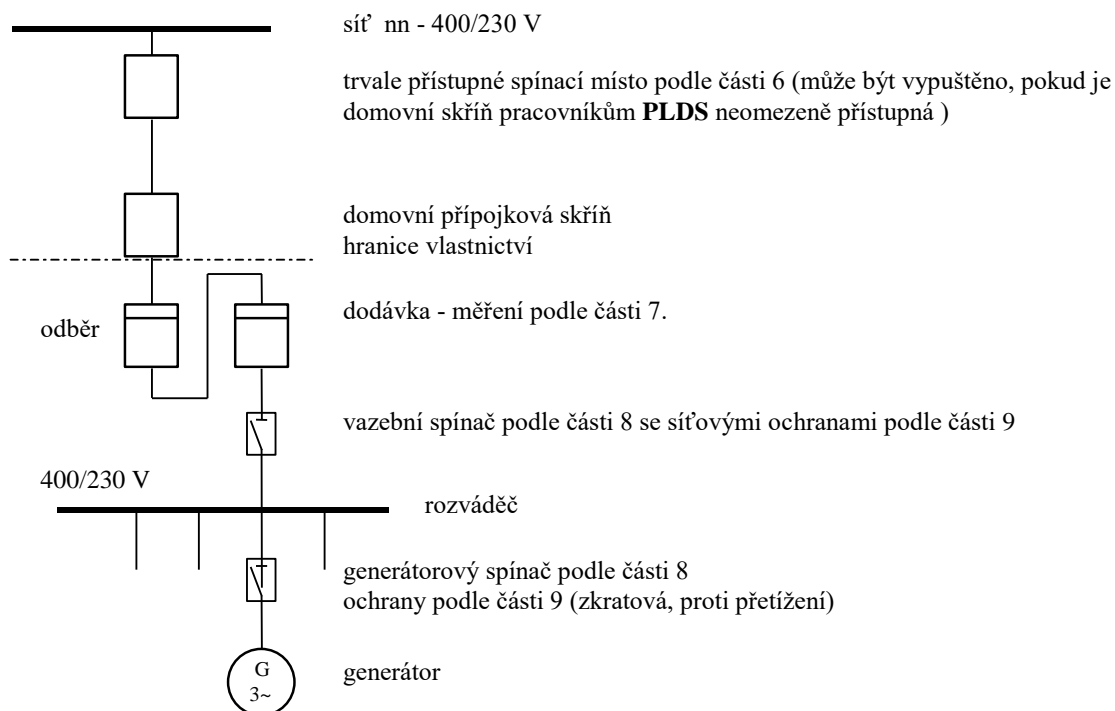 síť nn - 400/230 V
trvale přístupné spínací místo podle části 6 (může být vypuštěno, pokud je
domovní skříň pracovníkům PLDS neomezeně přístupná )
domovní přípojková skříň
hranice vlastnictví
odběr
dodávka - měření podle části 7.
vazební spínač podle části 8 se síťovými ochranami podle části 9
400/230 V
rozváděč
generátorový spínač podle části 8
ochrany podle části 9 (zkratová, proti přetížení)
G
3~
generátor